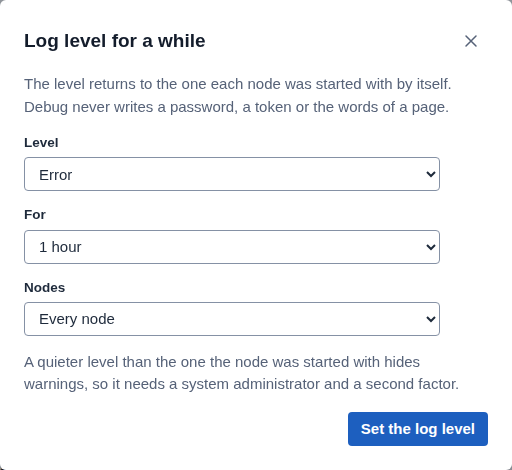 Log level for a while
The level returns to the one each node was started with by itself.
Debug never writes a password, a token or the words of a page.
Level
Error
For
1 hour
Nodes
Every node
A quieter level than the one the node was started with hides
warnings, so it needs a system administrator and a second factor.
Set the log level